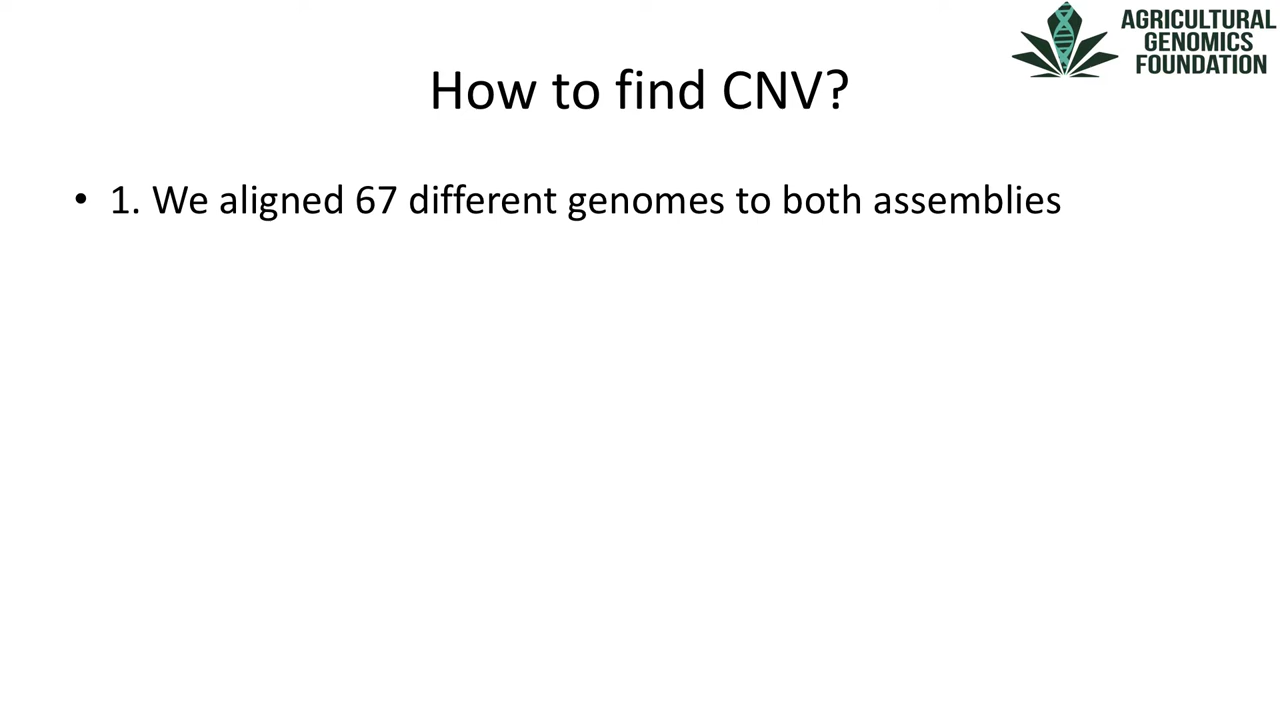 AGRICULTURAL
GENOMICS
FOUNDATION
How to find CNV?
• 1. We aligned 67 different genomes to both assemblies